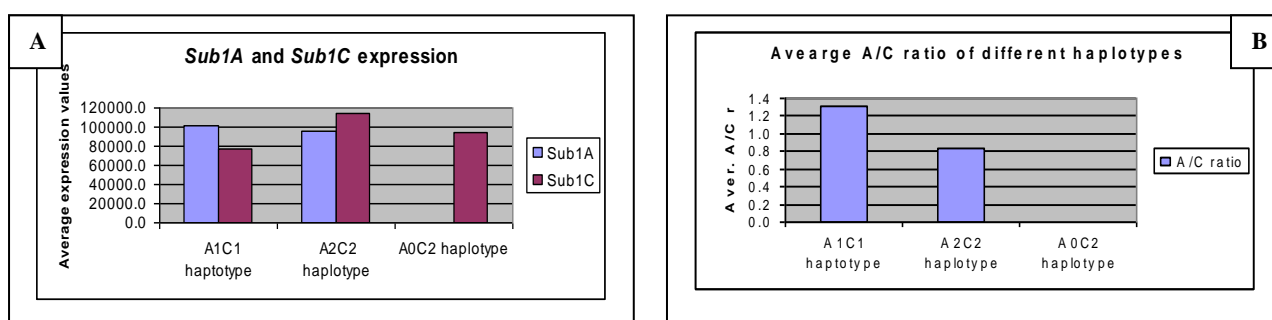 A
Sub1A and Sub1C expression
Average expression values
120000.0
100000.0
80000.0
60000.0
40000.0
20000.0
0.0
A1C1
haptotype
A2C2
haplotype
A0C2 haplotype
Sub1A
Sub1C
B
Avearge A/C ratio of different haplotypes
Aver. A/C r
1.4
1.2
1.0
0.8
0.6
0.4
0.2
0.0
A1C1
haptotype
A2C2
haplotype
A0C2
haplotype
A/C ratio